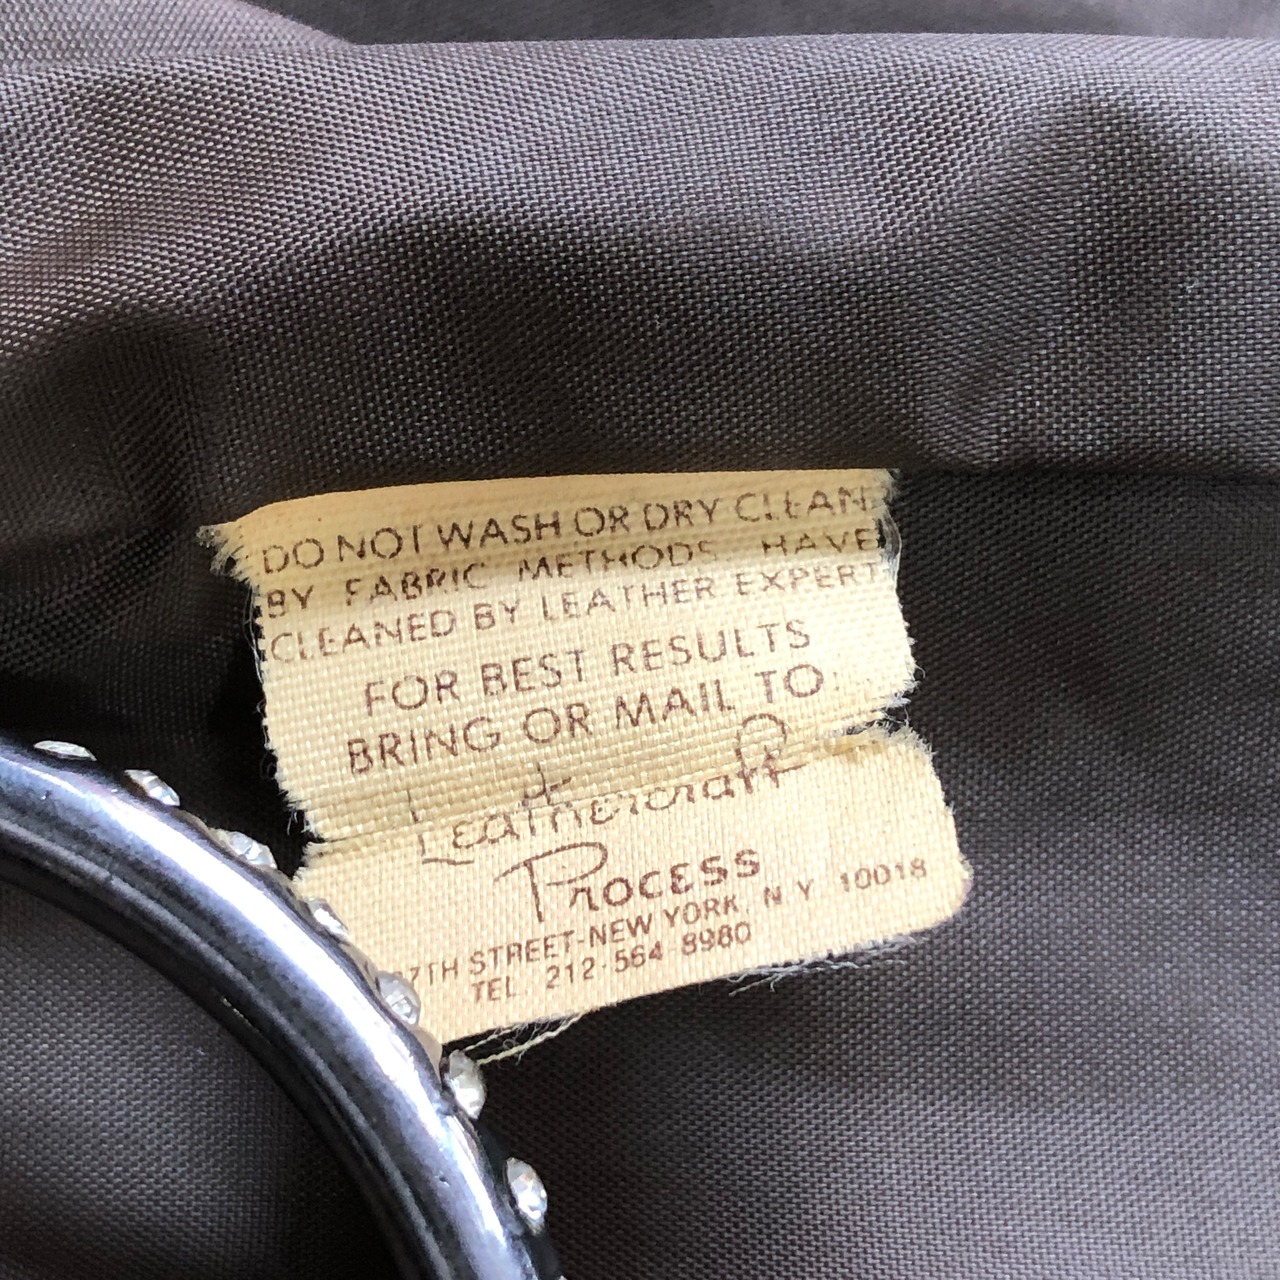 DO NOT WASH OR DRY CLEAN
BY FABRIC METHODS. HAVE
CLEANED BY LEATHER EXPERT
FOR BEST RESULTS
BRING OR MAIL TO:
Leathercraft
Process
37TH STREET-NEW YORK, N Y 10018
TEL. 212-564-8980